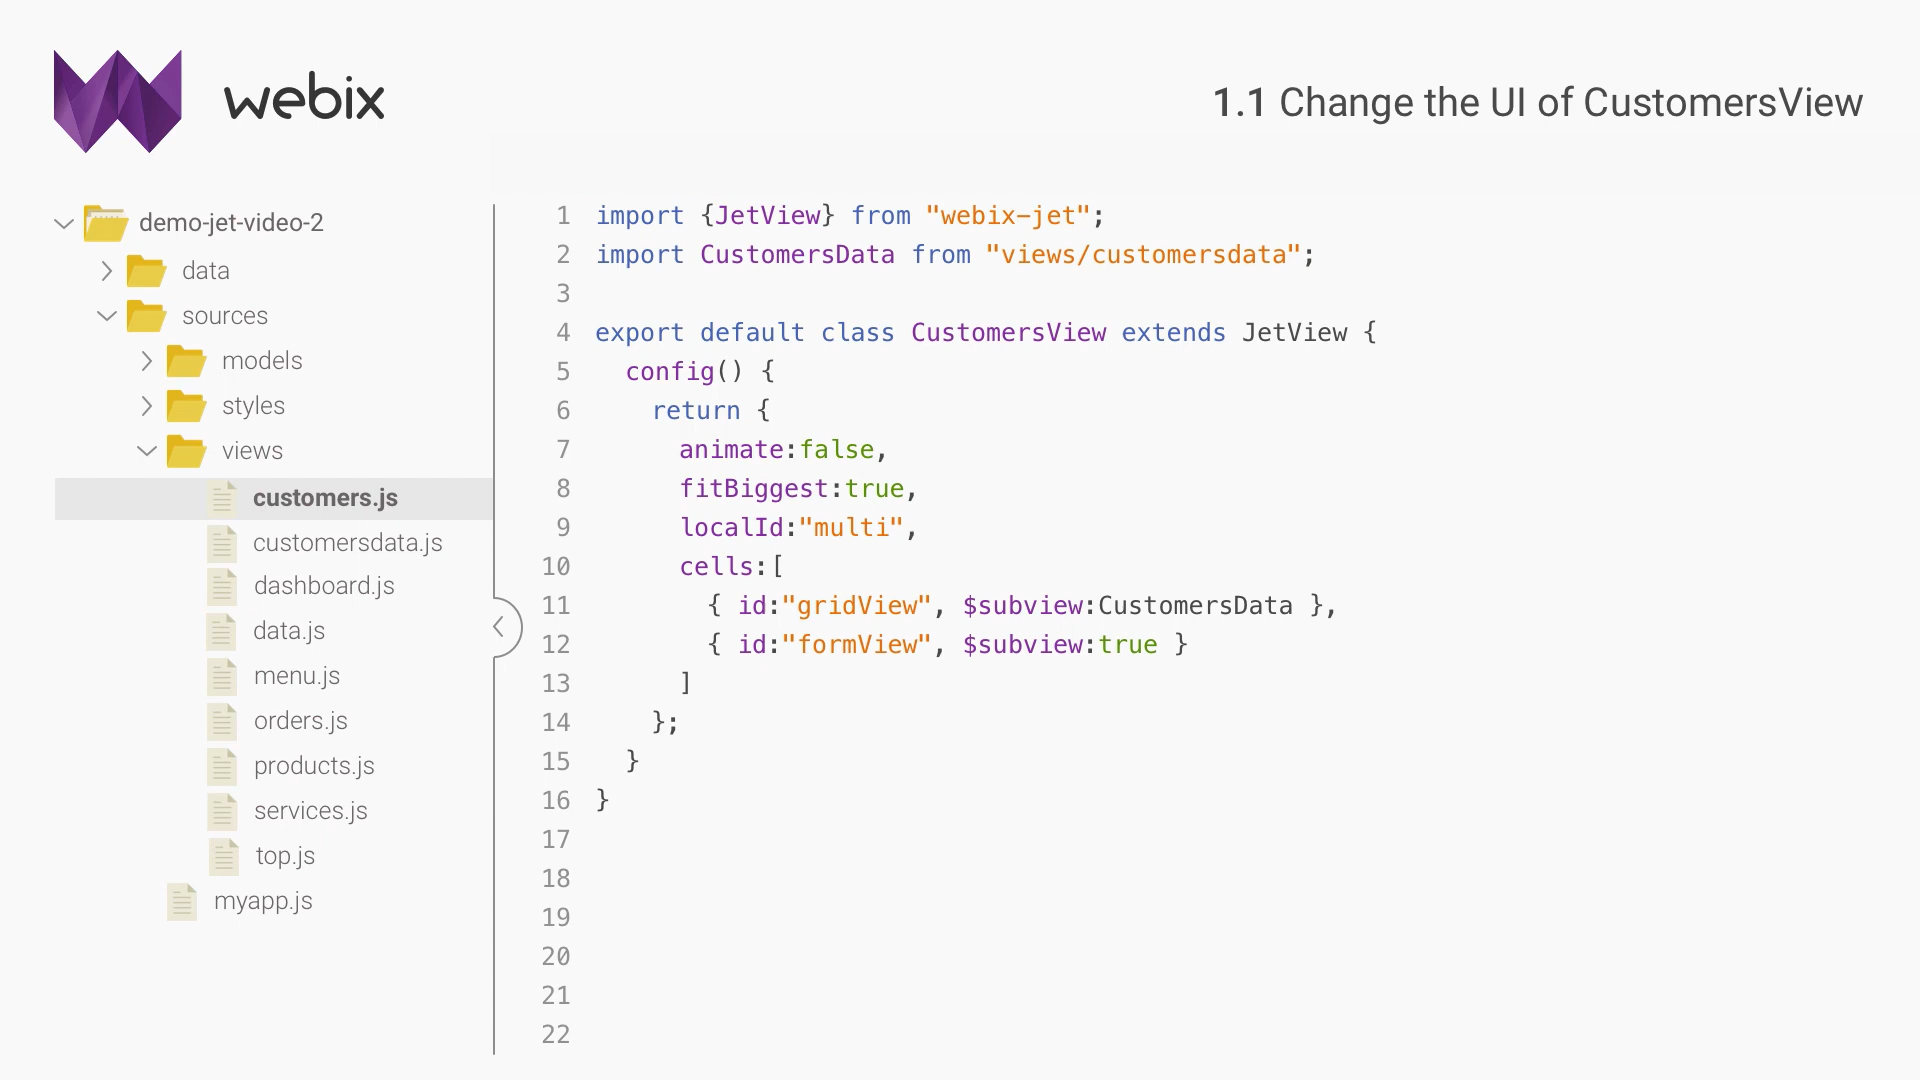 webix
1.1 Change the UI of CustomersView
demo-jet-video-2
data
sources
models
styles
views
customers.js
customersdata.js
dashboard.js
data.js
menu.js
orders.js
products.js
services.js
top.js
myapp.js
1 import {JetView} from "webix-jet";
2 import CustomersData from "views/customersdata";
3
4 export default class CustomersView extends JetView {
5   config() {
6     return {
7       animate:false,
8       fitBiggest:true,
9       localId:"multi",
10       cells:[
11         { id:"gridView", $subview:CustomersData },
12         { id:"formView", $subview:true }
13       ]
14     };
15   }
16 }
17
18
19
20
21
22